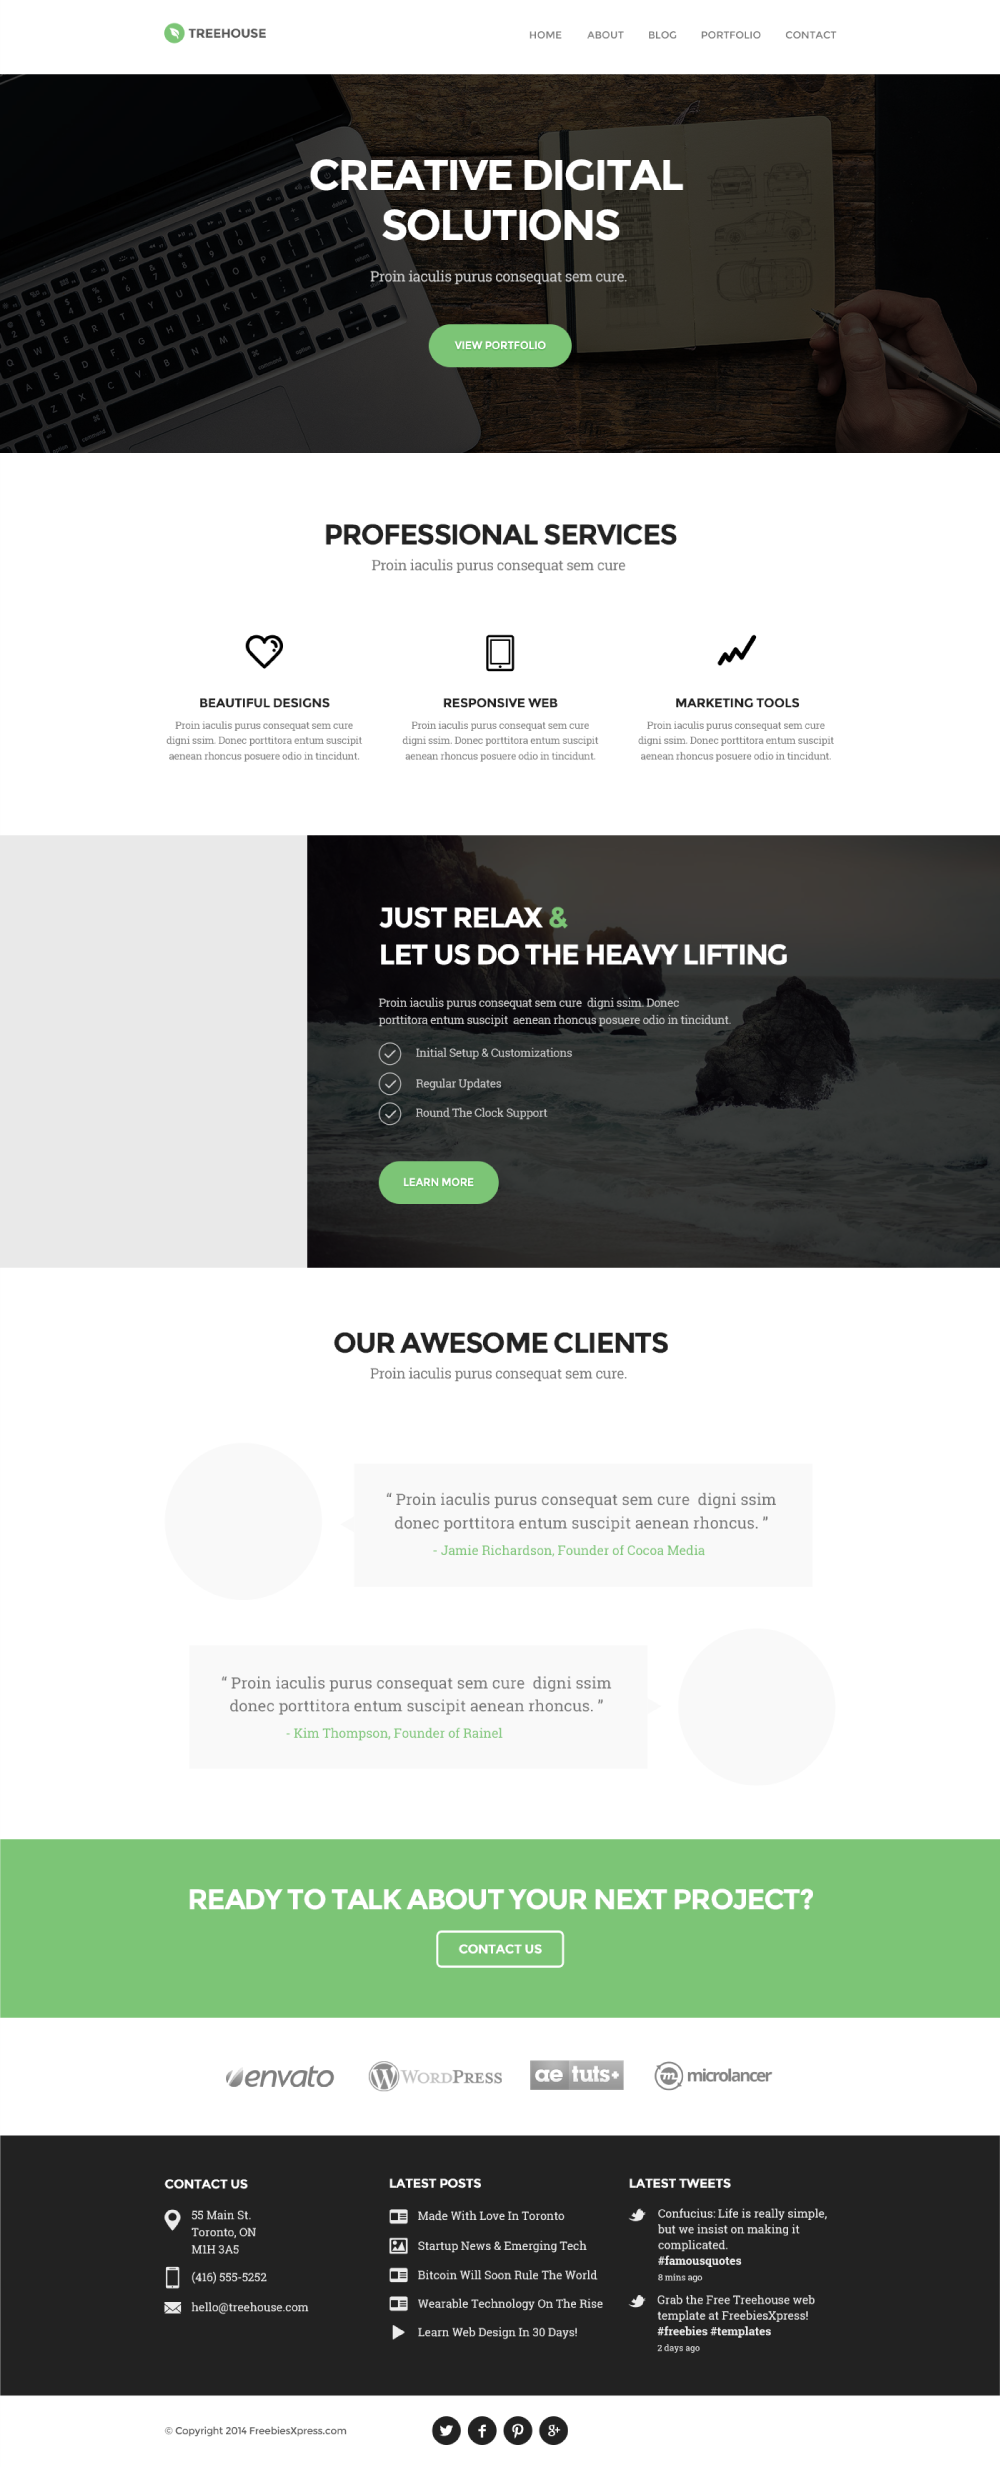 TREEHOUSE
HOME ABOUT BLOG PORTFOLIO CONTACT
CREATIVE DIGITAL
SOLUTIONS
Proin iaculis purus consequat sem cure.
VIEW PORTFOLIO
PROFESSIONAL SERVICES
Proin iaculis purus consequat sem cure
BEAUTIFUL DESIGNS
Proin iaculis purus consequat sem cure
digni ssim. Donec porttitora entum suscipit
aenean rhoncus posuere odio in tincidunt.
RESPONSIVE WEB
Proin iaculis purus consequat sem cure
digni ssim. Donec porttitora entum suscipit
aenean rhoncus posuere odio in tincidunt.
MARKETING TOOLS
Proin iaculis purus consequat sem cure
digni ssim. Donec porttitora entum suscipit
aenean rhoncus posuere odio in tincidunt.
JUST RELAX &
LET US DO THE HEAVY LIFTING
Proin iaculis purus consequat sem cure digni ssim. Donec
porttitora entum suscipit aenean rhoncus posuere odio in tincidunt.
Initial Setup & Customizations
Regular Updates
Round The Clock Support
LEARN MORE
OUR AWESOME CLIENTS
Proin iaculis purus consequat sem cure.
“ Proin iaculis purus consequat sem cure digni ssim
donec porttitora entum suscipit aenean rhoncus. ”
- Jamie Richardson, Founder of Cocoa Media
“ Proin iaculis purus consequat sem cure digni ssim
donec porttitora entum suscipit aenean rhoncus. ”
- Kim Thompson, Founder of Rainel
READY TO TALK ABOUT YOUR NEXT PROJECT?
CONTACT US
envato WORDPRESS ae tuts+ microlancer
CONTACT US
55 Main St.
Toronto, ON
M1H 3A5
(416) 555-5252
hello@treehouse.com
LATEST POSTS
Made With Love In Toronto
Startup News & Emerging Tech
Bitcoin Will Soon Rule The World
Wearable Technology On The Rise
Learn Web Design In 30 Days!
LATEST TWEETS
Confucius: Life is really simple,
but we insist on making it
complicated.
#famousquotes
8 mins ago
Grab the Free Treehouse web
template at FreebiesXpress!
#freebies #templates
2 days ago
© Copyright 2014 FreebiesXpress.com